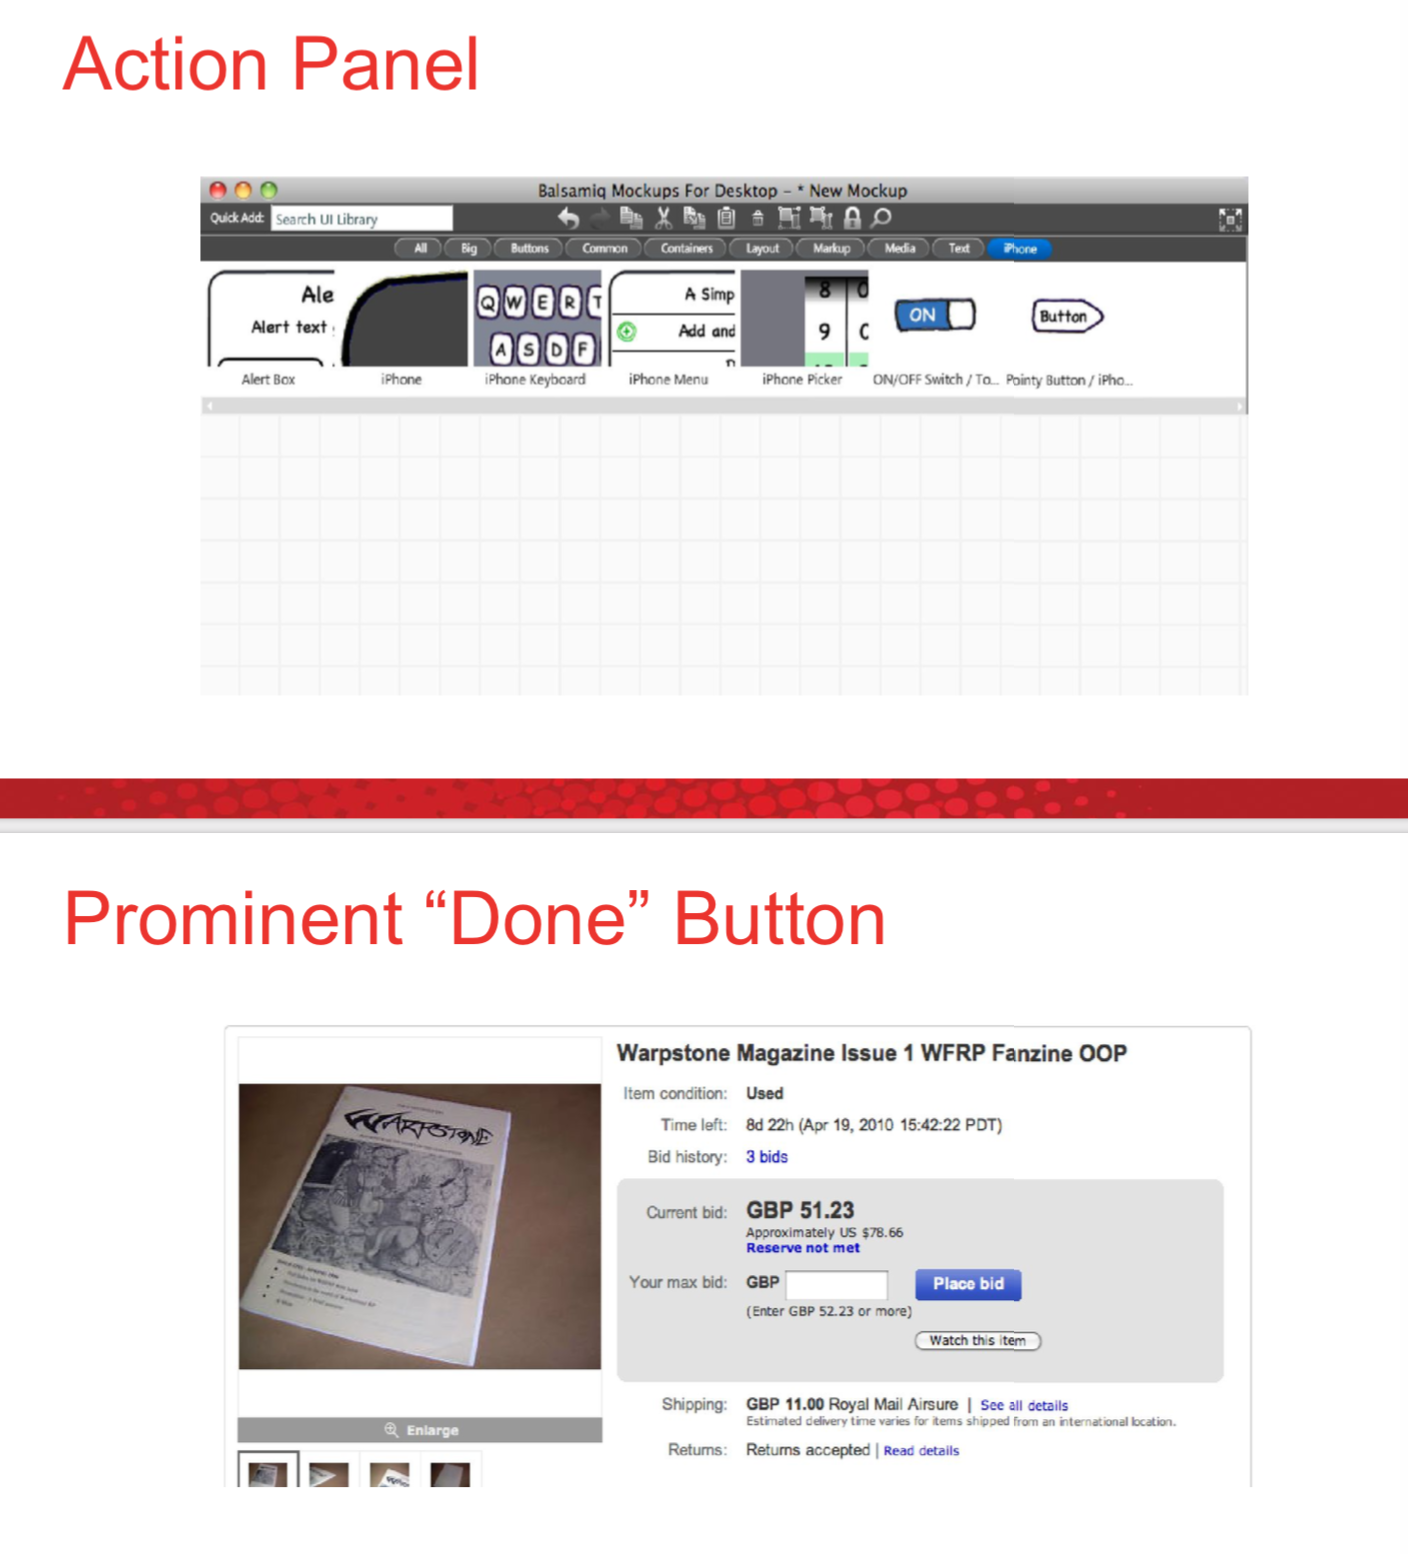 Action Panel
Balsamiq Mockups For Desktop - * New Mockup
Quick Add: Search UI Library
All Big Buttons Common Containers Layout Markup Media Text iPhone
Ale
Alert text
Q W E R T
A S D F
A Simp
Add and
8 0
9
ON
Button
Alert Box iPhone iPhone Keyboard iPhone Menu iPhone Picker ON/OFF Switch / To... Pointy Button / iPho...
Prominent “Done” Button
Warpstone Magazine Issue 1 WFRP Fanzine OOP
Item condition: Used
Time left: 8d 22h (Apr 19, 2010 15:42:22 PDT)
Bid history: 3 bids
WARPSTONE
Current bid: GBP 51.23
Approximately US $78.66
Reserve not met
Your max bid: GBP Place bid
(Enter GBP 52.23 or more)
Watch this item
Shipping: GBP 11.00 Royal Mail Airsure | See all details
Estimated delivery time varies for items shipped from an international location.
Enlarge
Returns: Returns accepted | Read details